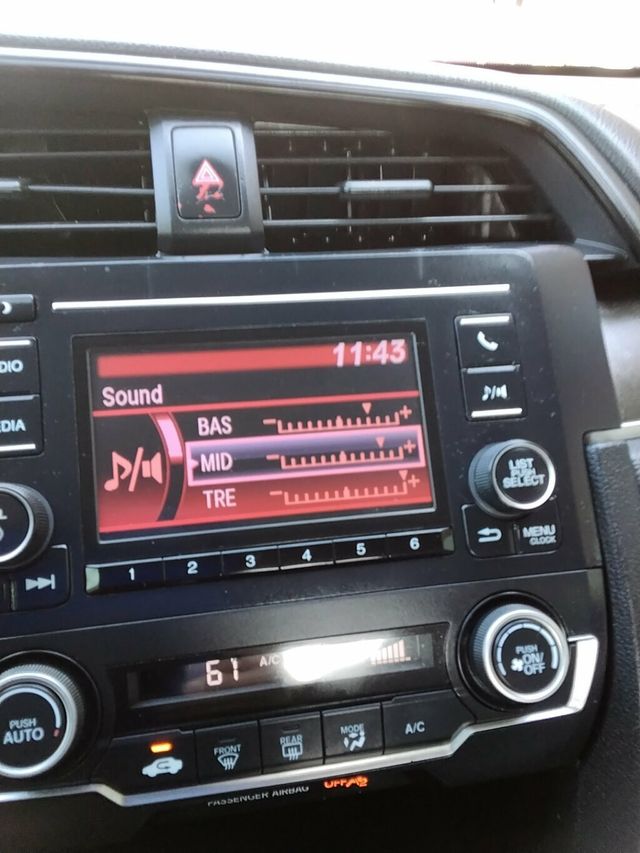 11:43
Sound
BAS - +
MID - +
TRE - +
DIO
EDIA
LIST
PUSH
SELECT
MENU
CLOCK
1 2 3 4 5 6
61 A/C
PUSH
AUTO
PUSH
ON/
OFF
FRONT
REAR
MODE
A/C
PASSENGER AIRBAG OFF